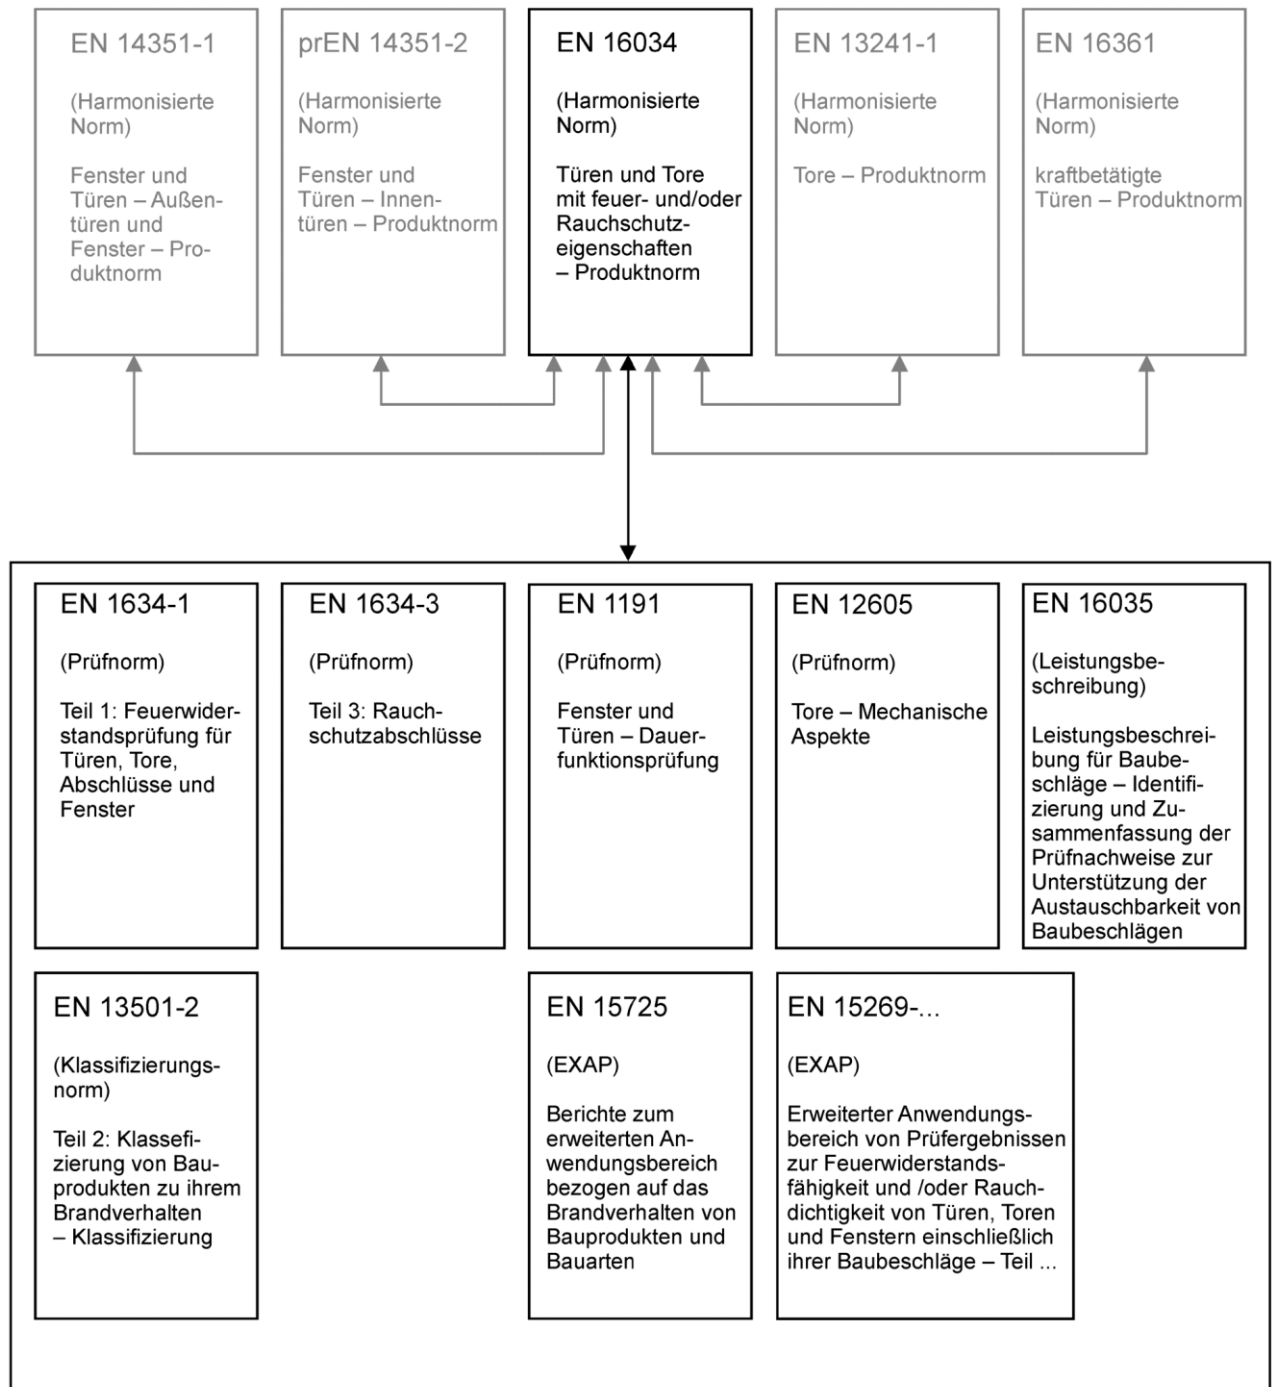 EN 14351-1
(Harmonisierte
Norm)
Fenster und
Türen – Außen-
türen und
Fenster – Pro-
duktnorm
prEN 14351-2
(Harmonisierte
Norm)
Fenster und
Türen – Innen-
türen – Produktnorm
EN 16034
(Harmonisierte
Norm)
Türen und Tore
mit feuer- und/oder
Rauchschutz-
eigenschaften
– Produktnorm
EN 13241-1
(Harmonisierte
Norm)
Tore – Produktnorm
EN 16361
(Harmonisierte
Norm)
kraftbetätigte
Türen – Produktnorm
EN 1634-1
(Prüfnorm)
Teil 1: Feuerwider-
standsprüfung für
Türen, Tore,
Abschlüsse und
Fenster
EN 1634-3
(Prüfnorm)
Teil 3: Rauch-
schutzabschlüsse
EN 1191
(Prüfnorm)
Fenster und
Türen – Dauer-
funktionsprüfung
EN 12605
(Prüfnorm)
Tore – Mechanische
Aspekte
EN 16035
(Leistungsbe-
schreibung)
Leistungsbeschrei-
bung für Baube-
schläge – Identifi-
zierung und Zu-
sammenfassung der
Prüfnachweise zur
Unterstützung der
Austauschbarkeit von
Baubeschlägen
EN 13501-2
(Klassifizierungs-
norm)
Teil 2: Klassefi-
zierung von Bau-
produkten zu ihrem
Brandverhalten
– Klassifizierung
EN 15725
(EXAP)
Berichte zum
erweiterten An-
wendungsbereich
bezogen auf das
Brandverhalten von
Bauprodukten und
Bauarten
EN 15269-...
(EXAP)
Erweiterter Anwendungs-
bereich von Prüfergebnissen
zur Feuerwiderstands-
fähigkeit und /oder Rauch-
dichtigkeit von Türen, Toren
und Fenstern einschließlich
ihrer Baubeschläge – Teil ...